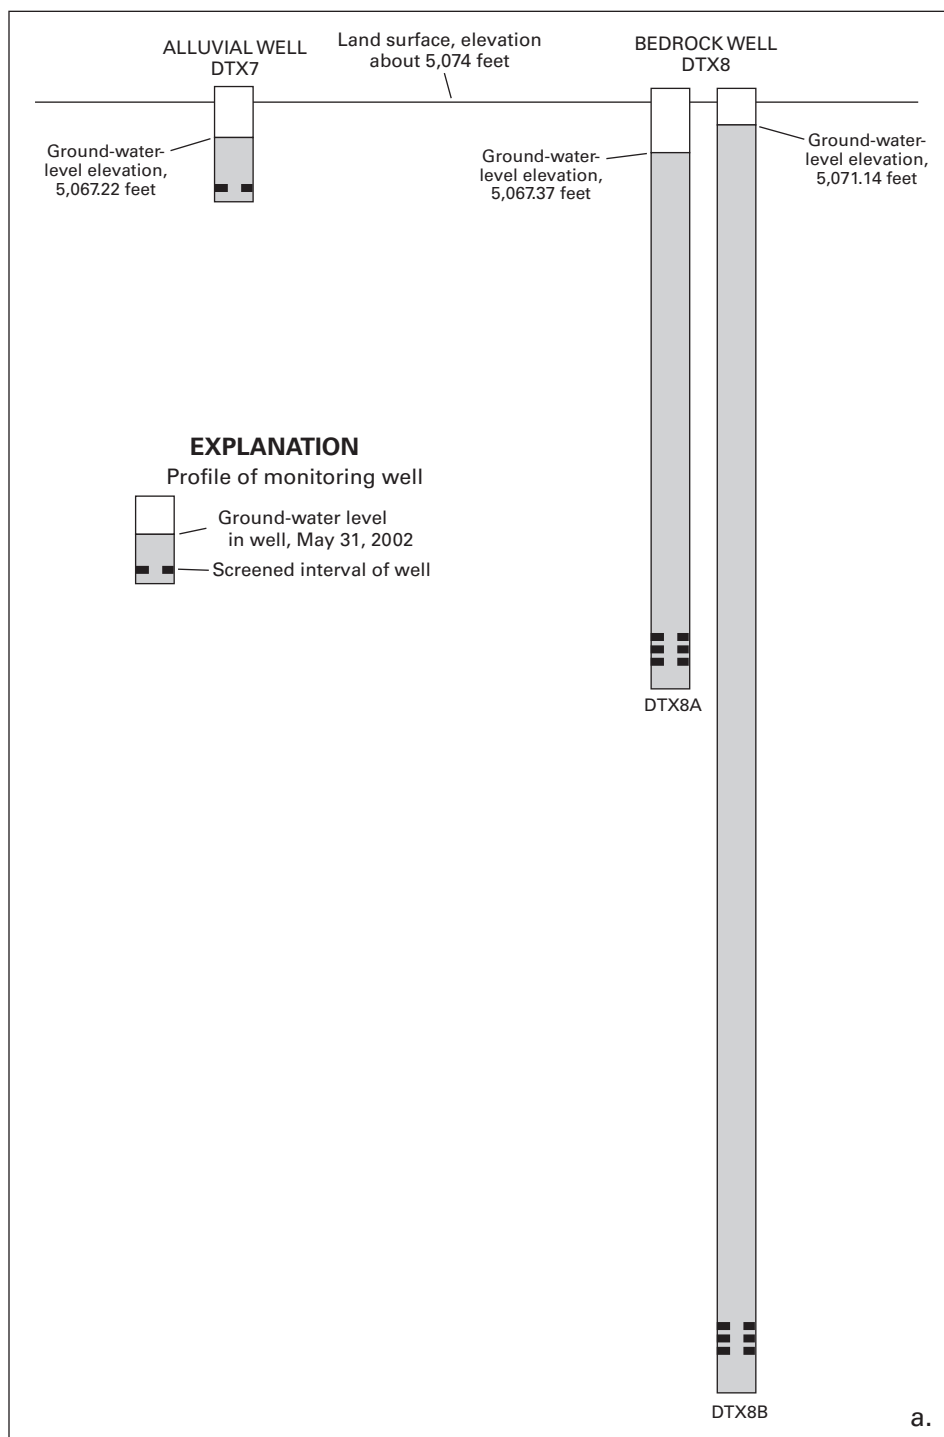 ALLUVIAL WELL
DTX7
Land surface, elevation
about 5,074 feet
BEDROCK WELL
DTX8
Ground-water-
level elevation,
5,067.22 feet
Ground-water-
level elevation,
5,067.37 feet
Ground-water-
level elevation,
5,071.14 feet
EXPLANATION
Profile of monitoring well
Ground-water level
in well, May 31, 2002
Screened interval of well
DTX8A
DTX8B
a.